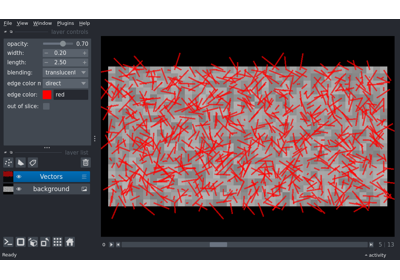 File View Window Plugins Help
layer controls
opacity: 0.70
width: 0.20
length: 2.50
blending: translucent
edge color m direct
edge color: red
out of slice:
layer list
Vectors
background
5 | 13
Ready
activity